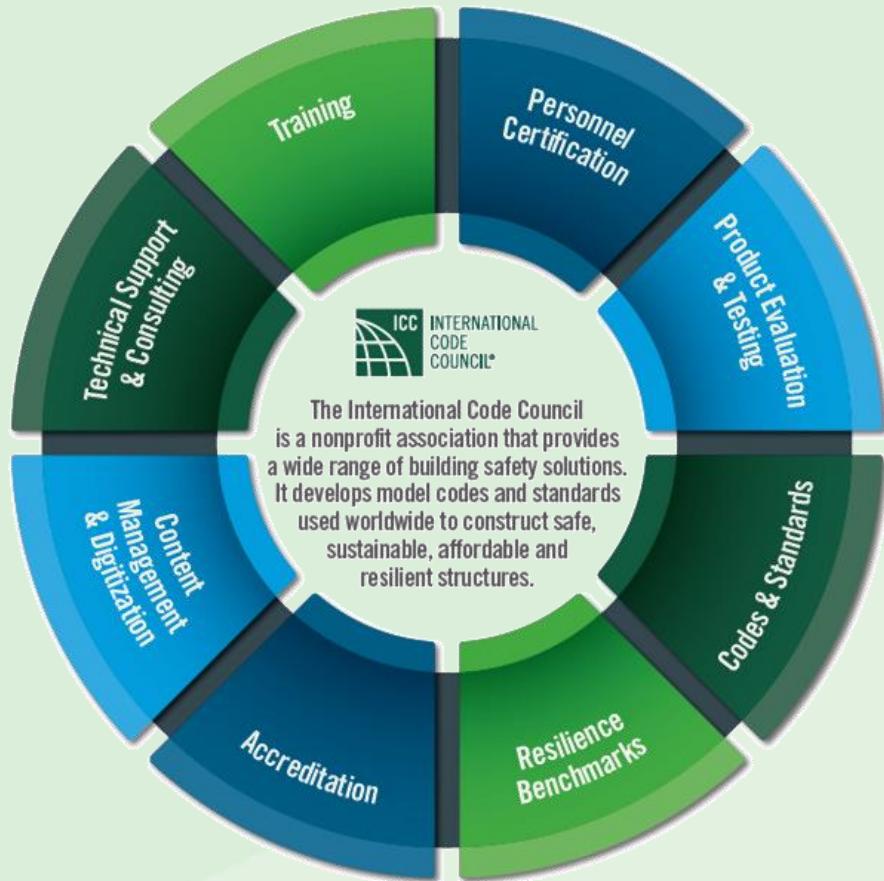 Training
Personnel
Certification
Product Evaluation
& Testing
Codes & Standards
Resilience
Benchmarks
Accreditation
Content
Management
& Digitization
Technical Support
& Consulting
ICC INTERNATIONAL
CODE
COUNCIL®
The International Code Council
is a nonprofit association that provides
a wide range of building safety solutions.
It develops model codes and standards
used worldwide to construct safe,
sustainable, affordable and
resilient structures.